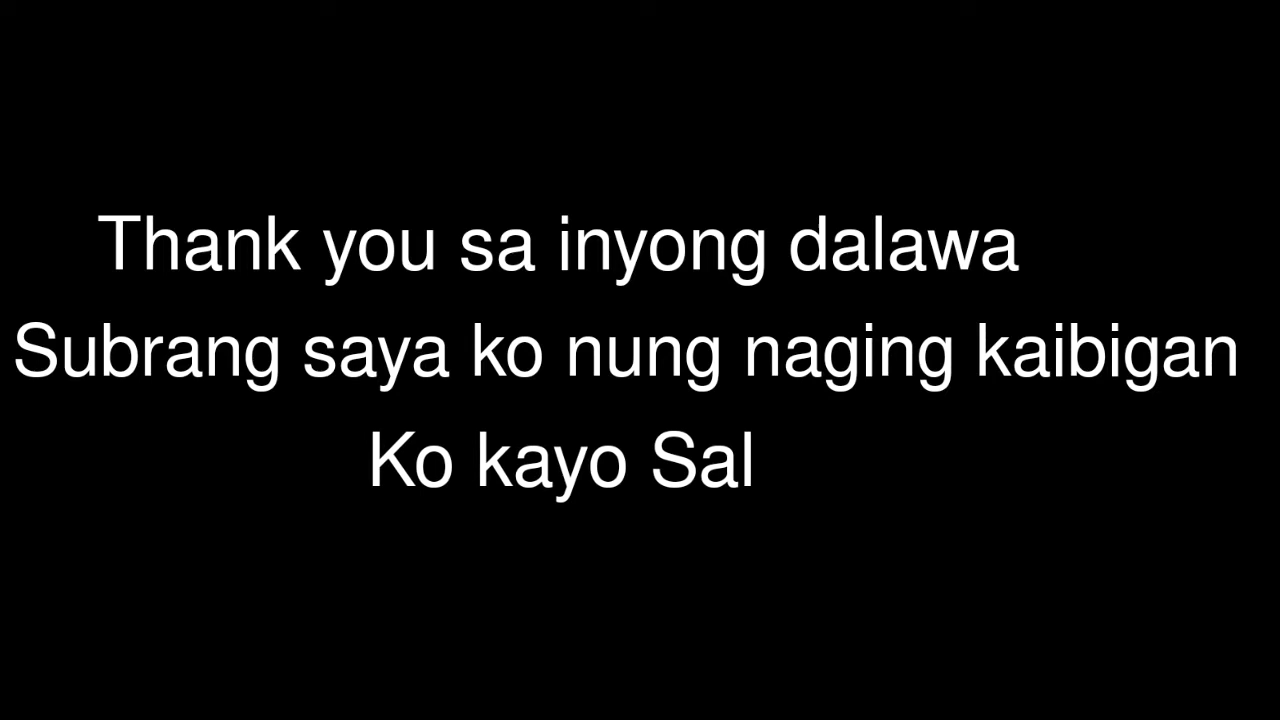 Thank you sa inyong dalawa
Subrang saya ko nung naging kaibigan
Ko kayo Sal